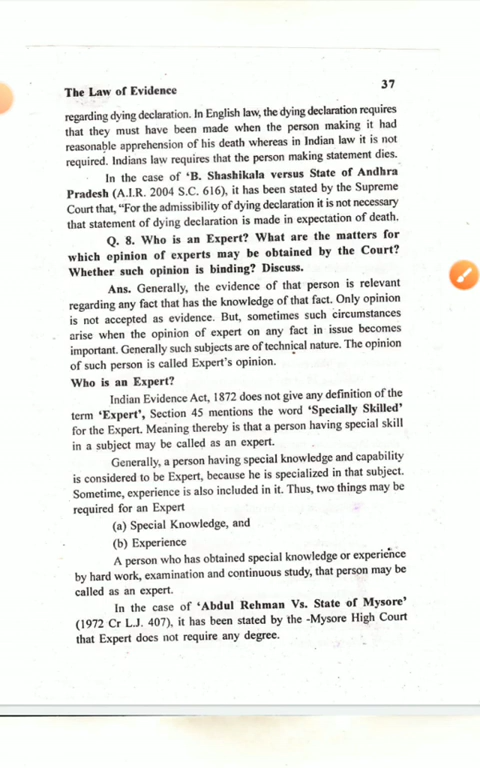 The Law of Evidence 37
regarding dying declaration. In English law, the dying declaration requires
that they must have been made when the person making it had
reasonable apprehension of his death whereas in Indian law it is not
required. Indians law requires that the person making statement dies.
In the case of ‘B. Shashikala versus State of Andhra
Pradesh (A.I.R. 2004 S.C. 616), it has been stated by the Supreme
Court that, “For the admissibility of dying declaration it is not necessary
that statement of dying declaration is made in expectation of death.
Q. 8. Who is an Expert? What are the matters for
which opinion of experts may be obtained by the Court?
Whether such opinion is binding? Discuss.
Ans. Generally, the evidence of that person is relevant
regarding any fact that has the knowledge of that fact. Only opinion
is not accepted as evidence. But, sometimes such circumstances
arise when the opinion of expert on any fact in issue becomes
important. Generally such subjects are of technical nature. The opinion
of such person is called Expert’s opinion.
Who is an Expert?
Indian Evidence Act, 1872 does not give any definition of the
term ‘Expert’, Section 45 mentions the word ‘Specially Skilled’
for the Expert. Meaning thereby is that a person having special skill
in a subject may be called as an expert.
Generally, a person having special knowledge and capability
is considered to be Expert, because he is specialized in that subject.
Sometime, experience is also included in it. Thus, two things may be
required for an Expert
(a) Special Knowledge, and
(b) Experience
A person who has obtained special knowledge or experience
by hard work, examination and continuous study, that person may be
called as an expert.
In the case of ‘Abdul Rehman Vs. State of Mysore’
(1972 Cr L.J. 407), it has been stated by the -Mysore High Court
that Expert does not require any degree.